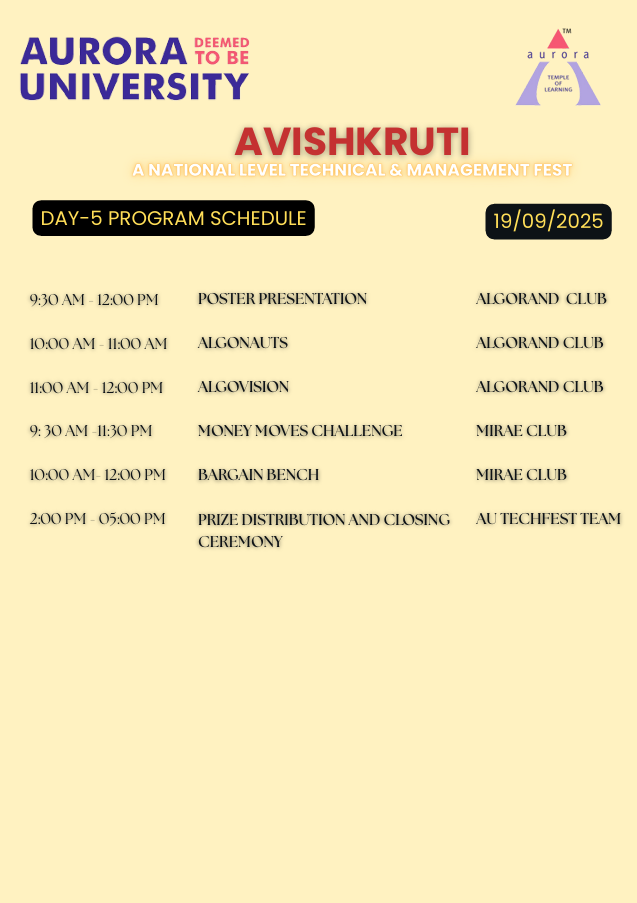 AURORA DEEMED TO BE
UNIVERSITY
TM
aurora
TEMPLE
OF
LEARNING
AVISHKRUTI
A NATIONAL LEVEL TECHNICAL & MANAGEMENT FEST
DAY-5 PROGRAM SCHEDULE 19/09/2025
9:30 AM - 12:00 PM POSTER PRESENTATION ALGORAND CLUB
10:00 AM - 11:00 AM ALGONAUTS ALGORAND CLUB
11:00 AM - 12:00 PM ALGOVISION ALGORAND CLUB
9: 30 AM -11:30 PM MONEY MOVES CHALLENGE MIRAE CLUB
10:00 AM- 12:00 PM BARGAIN BENCH MIRAE CLUB
2:00 PM - 05:00 PM PRIZE DISTRIBUTION AND CLOSING AU TECHFEST TEAM
CEREMONY